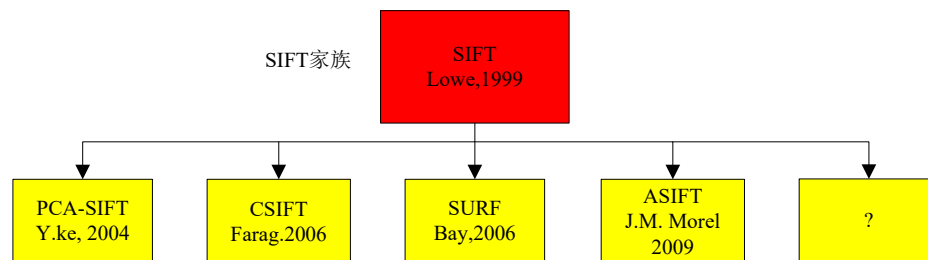 SIFT家族
SIFT
Lowe,1999
PCA-SIFT
Y.ke, 2004
CSIFT
Farag.2006
SURF
Bay,2006
ASIFT
J.M. Morel
2009
?